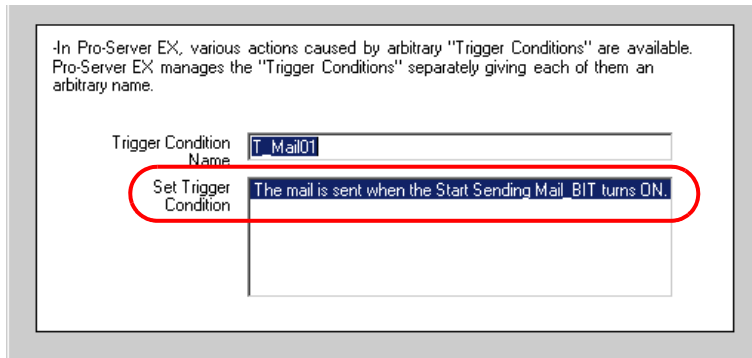 -In Pro-Server EX, various actions caused by arbitrary "Trigger Conditions" are available.
Pro-Server EX manages the "Trigger Conditions" separately giving each of them an
arbitrary name.
Trigger Condition
Name
T_Mail01
Set Trigger
Condition
The mail is sent when the Start Sending Mail_BIT turns ON.